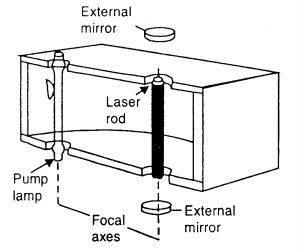 External
mirror
Laser
rod
Pump
lamp
Focal
axes
External
mirror